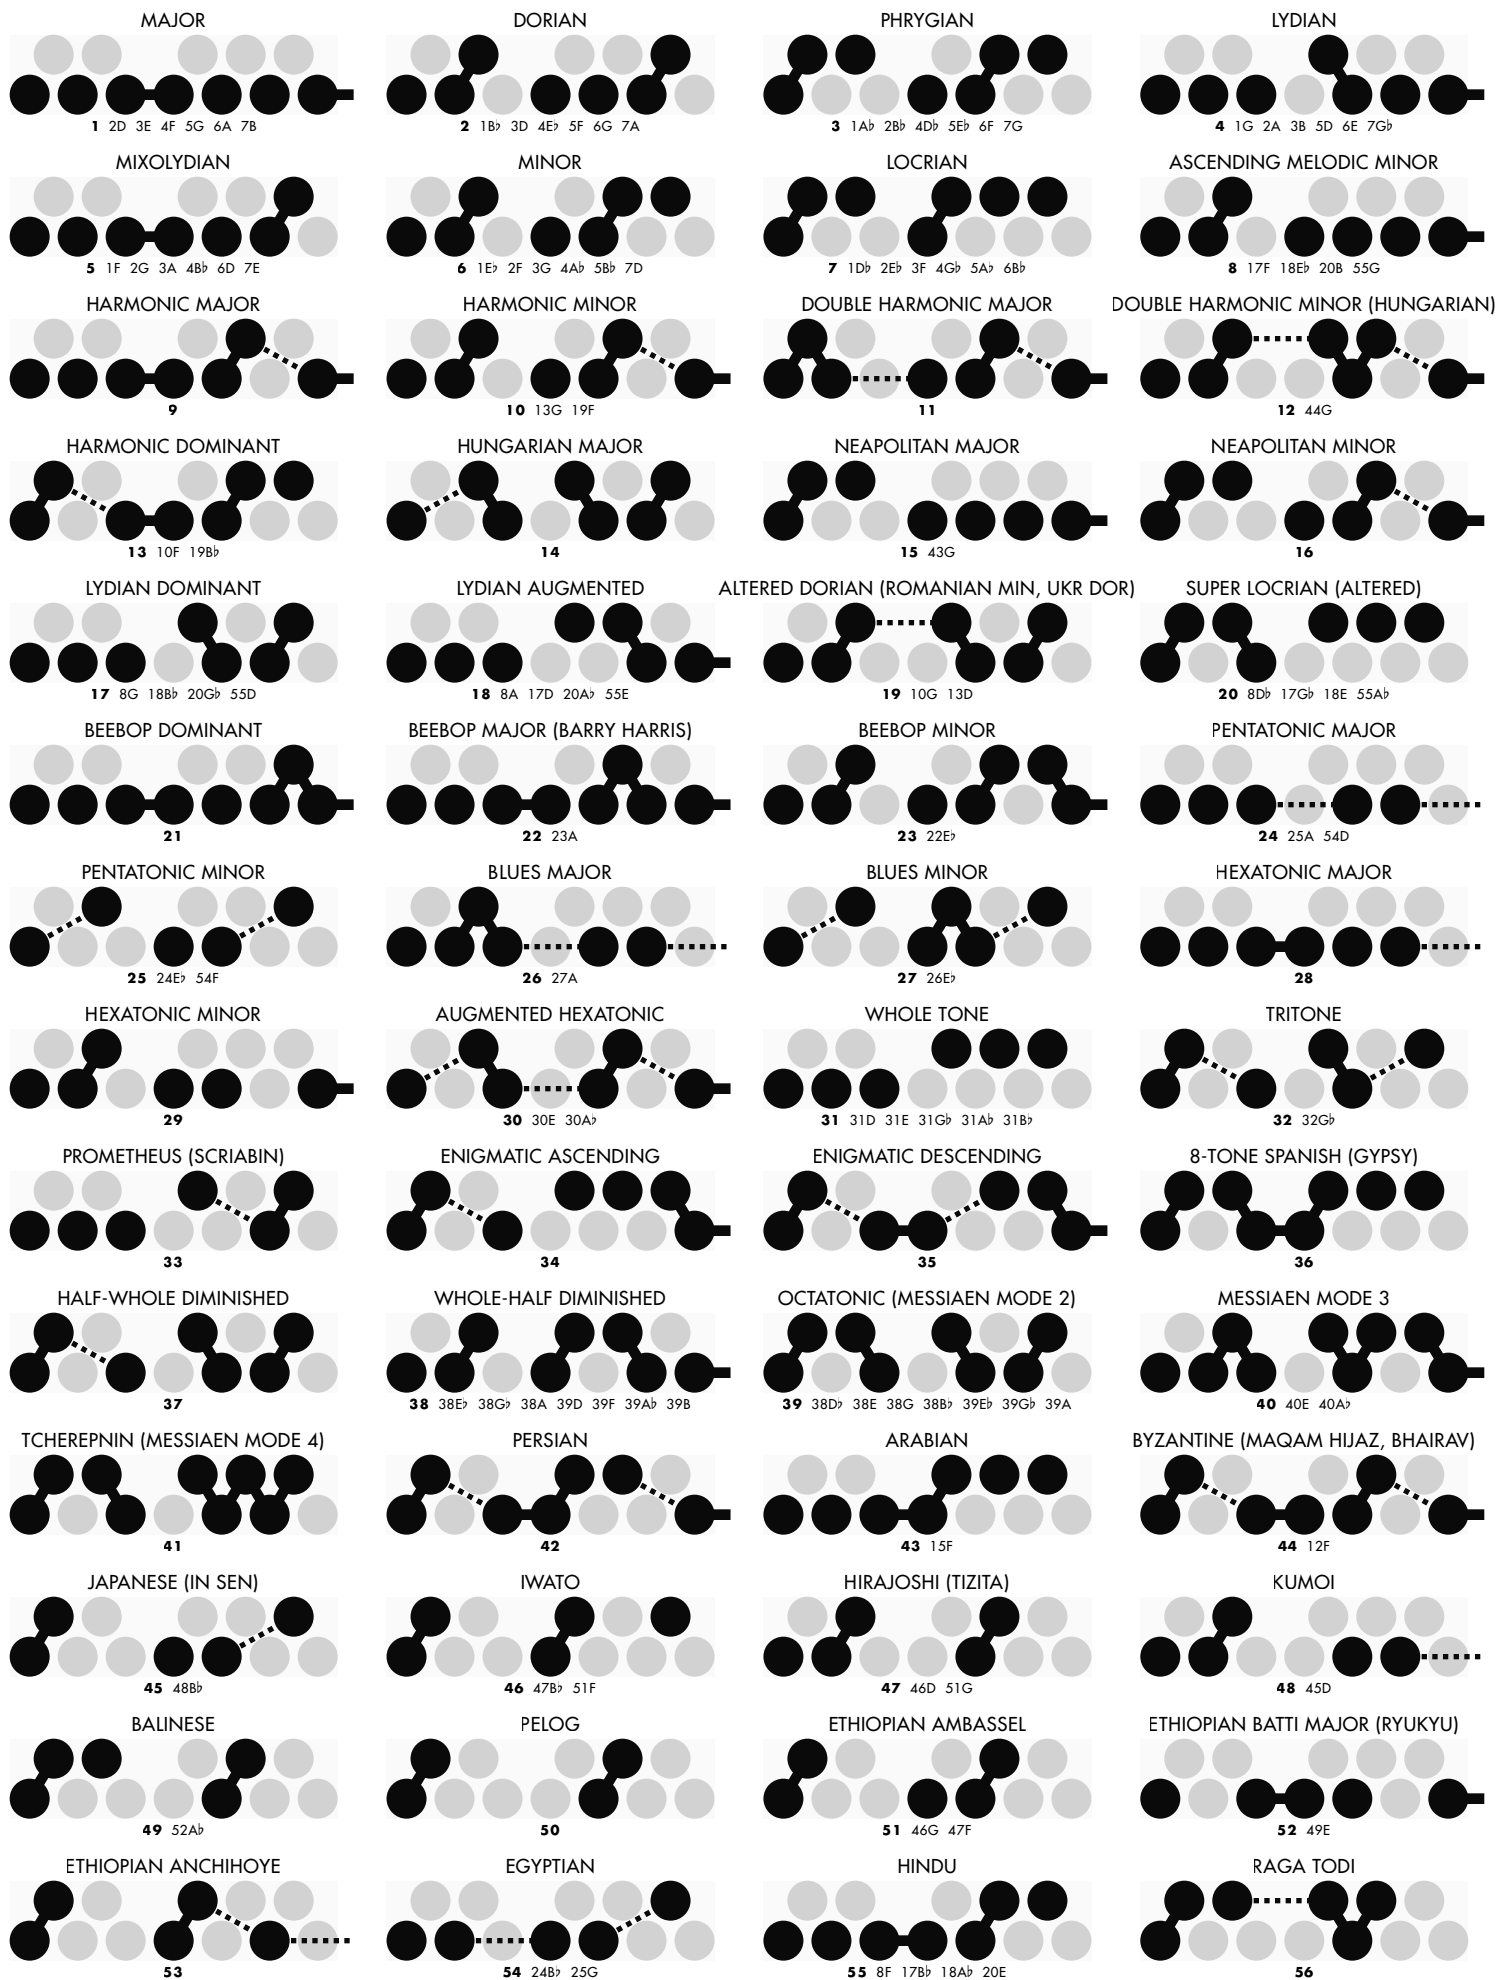 MAJOR DORIAN PHRYGIAN LYDIAN
1 2D 3E 4F 5G 6A 7B 2 1B♭ 3D 4E♭ 5F 6G 7A 3 1A♭ 2B♭ 4D♭ 5E♭ 6F 7G 4 1G 2A 3B 5D 6E 7G♭
MIXOLYDIAN MINOR LOCRIAN ASCENDING MELODIC MINOR
5 1F 2G 3A 4B♭ 6D 7E 6 1E♭ 2F 3G 4A♭ 5B♭ 7D 7 1D♭ 2E♭ 3F 4G♭ 5A♭ 6B♭ 8 17F 18E♭ 20B 55G
HARMONIC MAJOR HARMONIC MINOR DOUBLE HARMONIC MAJOR DOUBLE HARMONIC MINOR (HUNGARIAN)
9 10 13G 19F 11 12 44G
HARMONIC DOMINANT HUNGARIAN MAJOR NEAPOLITAN MAJOR NEAPOLITAN MINOR
13 10F 19B♭ 14 15 43G 16
LYDIAN DOMINANT LYDIAN AUGMENTED ALTERED DORIAN (ROMANIAN MIN, UKR DOR) SUPER LOCRIAN (ALTERED)
17 8G 18B♭ 20G♭ 55D 18 8A 17D 20A♭ 55E 19 10G 13D 20 8D♭ 17G♭ 18E 55A♭
BEEBOP DOMINANT BEEBOP MAJOR (BARRY HARRIS) BEEBOP MINOR PENTATONIC MAJOR
21 22 23A 23 22E♭ 24 25A 54D
PENTATONIC MINOR BLUES MAJOR BLUES MINOR HEXATONIC MAJOR
25 24E♭ 54F 26 27A 27 26E♭ 28
HEXATONIC MINOR AUGMENTED HEXATONIC WHOLE TONE TRITONE
29 30 30E 30A♭ 31 31D 31E 31G♭ 31A♭ 31B♭ 32 32G♭
PROMETHEUS (SCRIABIN) ENIGMATIC ASCENDING ENIGMATIC DESCENDING 8-TONE SPANISH (GYPSY)
33 34 35 36
HALF-WHOLE DIMINISHED WHOLE-HALF DIMINISHED OCTATONIC (MESSIAEN MODE 2) MESSIAEN MODE 3
37 38 38E♭ 38G♭ 38A 39D 39F 39A♭ 39B 39 38D♭ 38E 38G 38B♭ 39E♭ 39G♭ 39A 40 40E 40A♭
TCHEREPNIN (MESSIAEN MODE 4) PERSIAN ARABIAN BYZANTINE (MAQAM HIJAZ, BHAIRAV)
41 42 43 15F 44 12F
JAPANESE (IN SEN) IWATO HIRAJOSHI (TIZITA) KUMOI
45 48B♭ 46 47B♭ 51F 47 46D 51G 48 45D
BALINESE PELOG ETHIOPIAN AMBASSEL ETHIOPIAN BATTI MAJOR (RYUKYU)
49 52A♭ 50 51 46G 47F 52 49E
ETHIOPIAN ANCHIHOYE EGYPTIAN HINDU RAGA TODI
53 54 24B♭ 25G 55 8F 17B♭ 18A♭ 20E 56